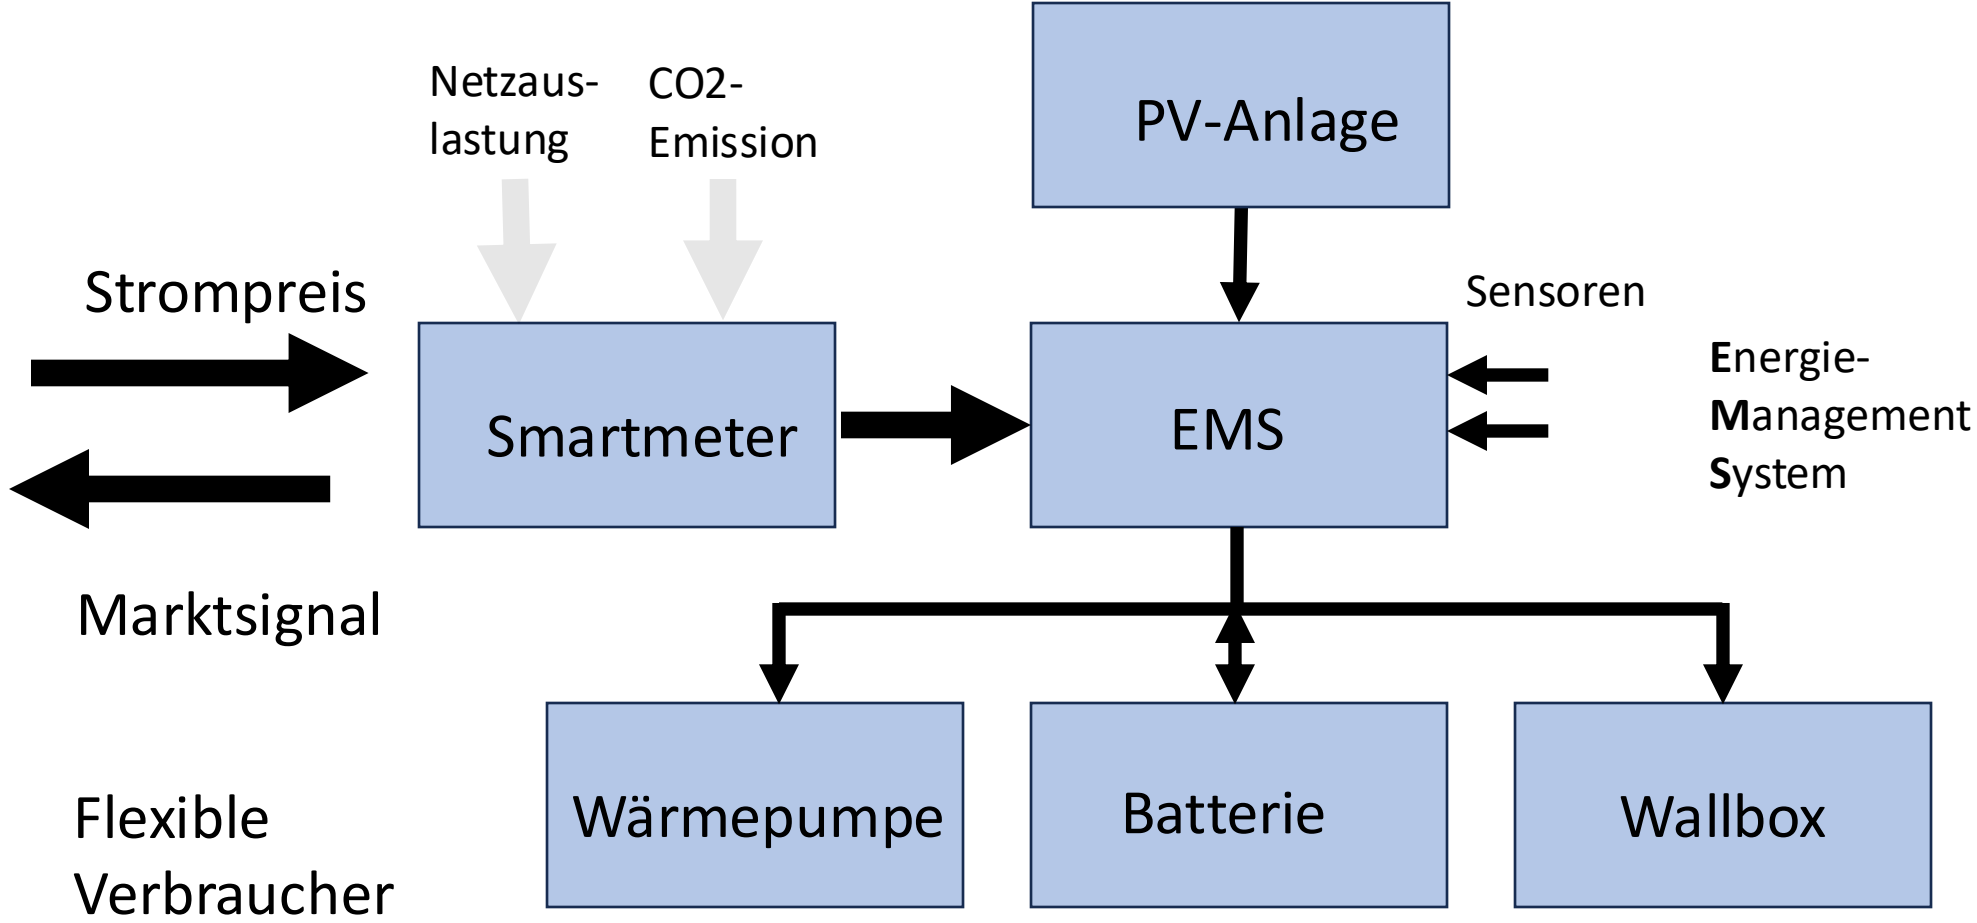 Netzaus-
lastung
CO2-
Emission
PV-Anlage
Strompreis
Sensoren
Smartmeter
EMS
Energie-
Management
System
Marktsignal
Wärmepumpe
Batterie
Wallbox
Flexible
Verbraucher